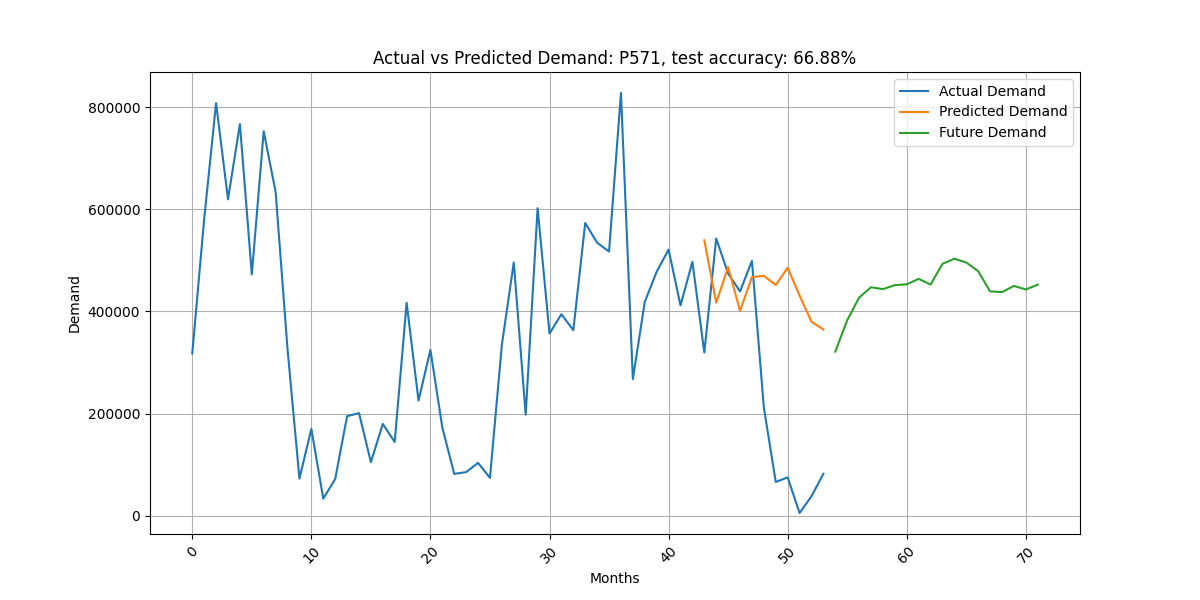 Actual vs Predicted Demand: P571, test accuracy: 66.88%
Actual Demand
Predicted Demand
Future Demand
800000
600000
400000
200000
0
Demand
0 10 20 30 40 50 60 70
Months